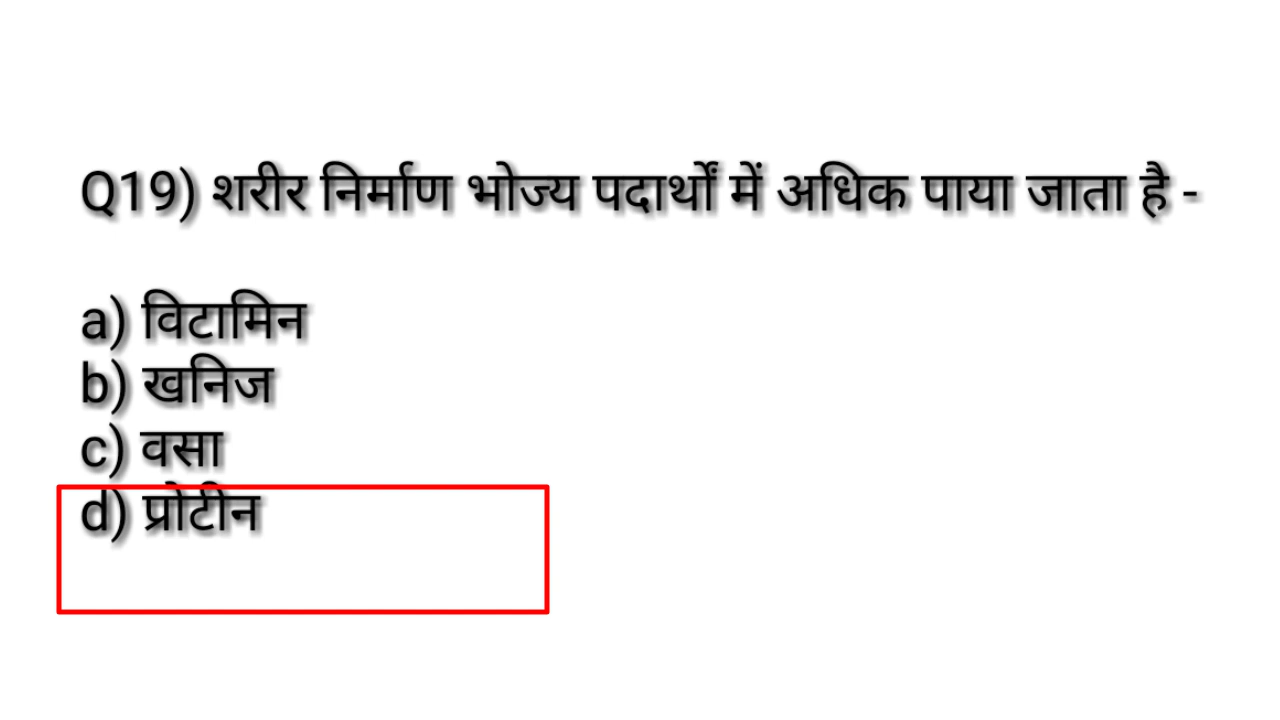 Q19) शरीर निर्माण भोज्य पदार्थों में अधिक पाया जाता है -
a) विटामिन
b) खनिज
c) वसा
d) प्रोटीन